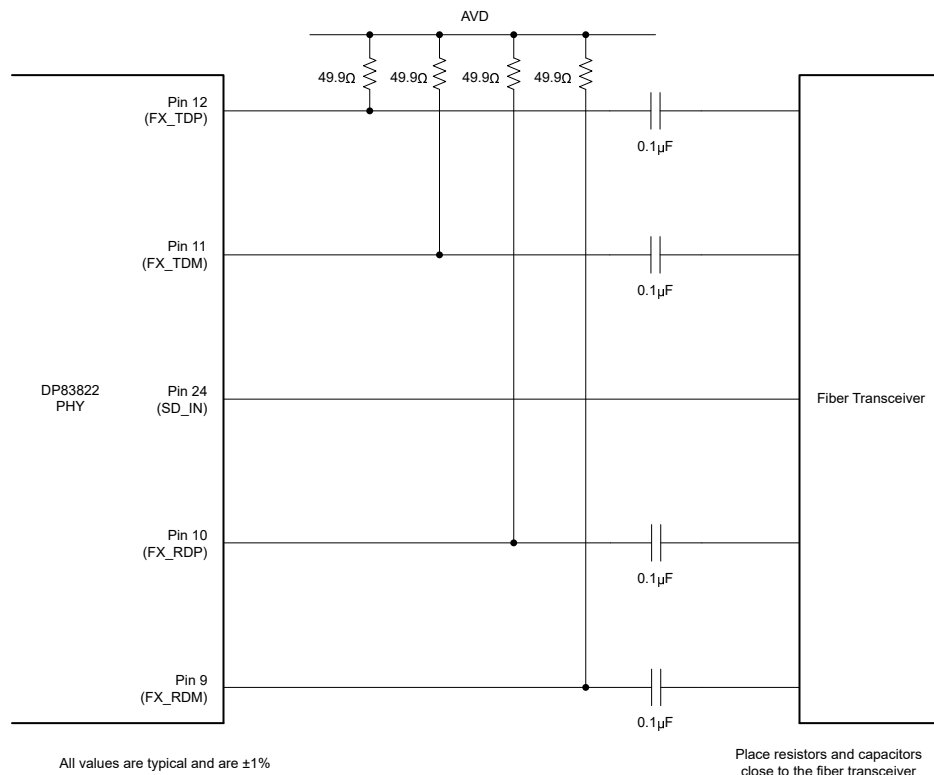 AVD
49.9Ω 49.9Ω 49.9Ω 49.9Ω
Pin 12
(FX_TDP)
0.1µF
Pin 11
(FX_TDM)
0.1µF
DP83822
PHY
Pin 24
(SD_IN)
Fiber Transceiver
Pin 10
(FX_RDP)
0.1µF
Pin 9
(FX_RDM)
0.1µF
All values are typical and are ±1%
Place resistors and capacitors
close to the fiber transceiver